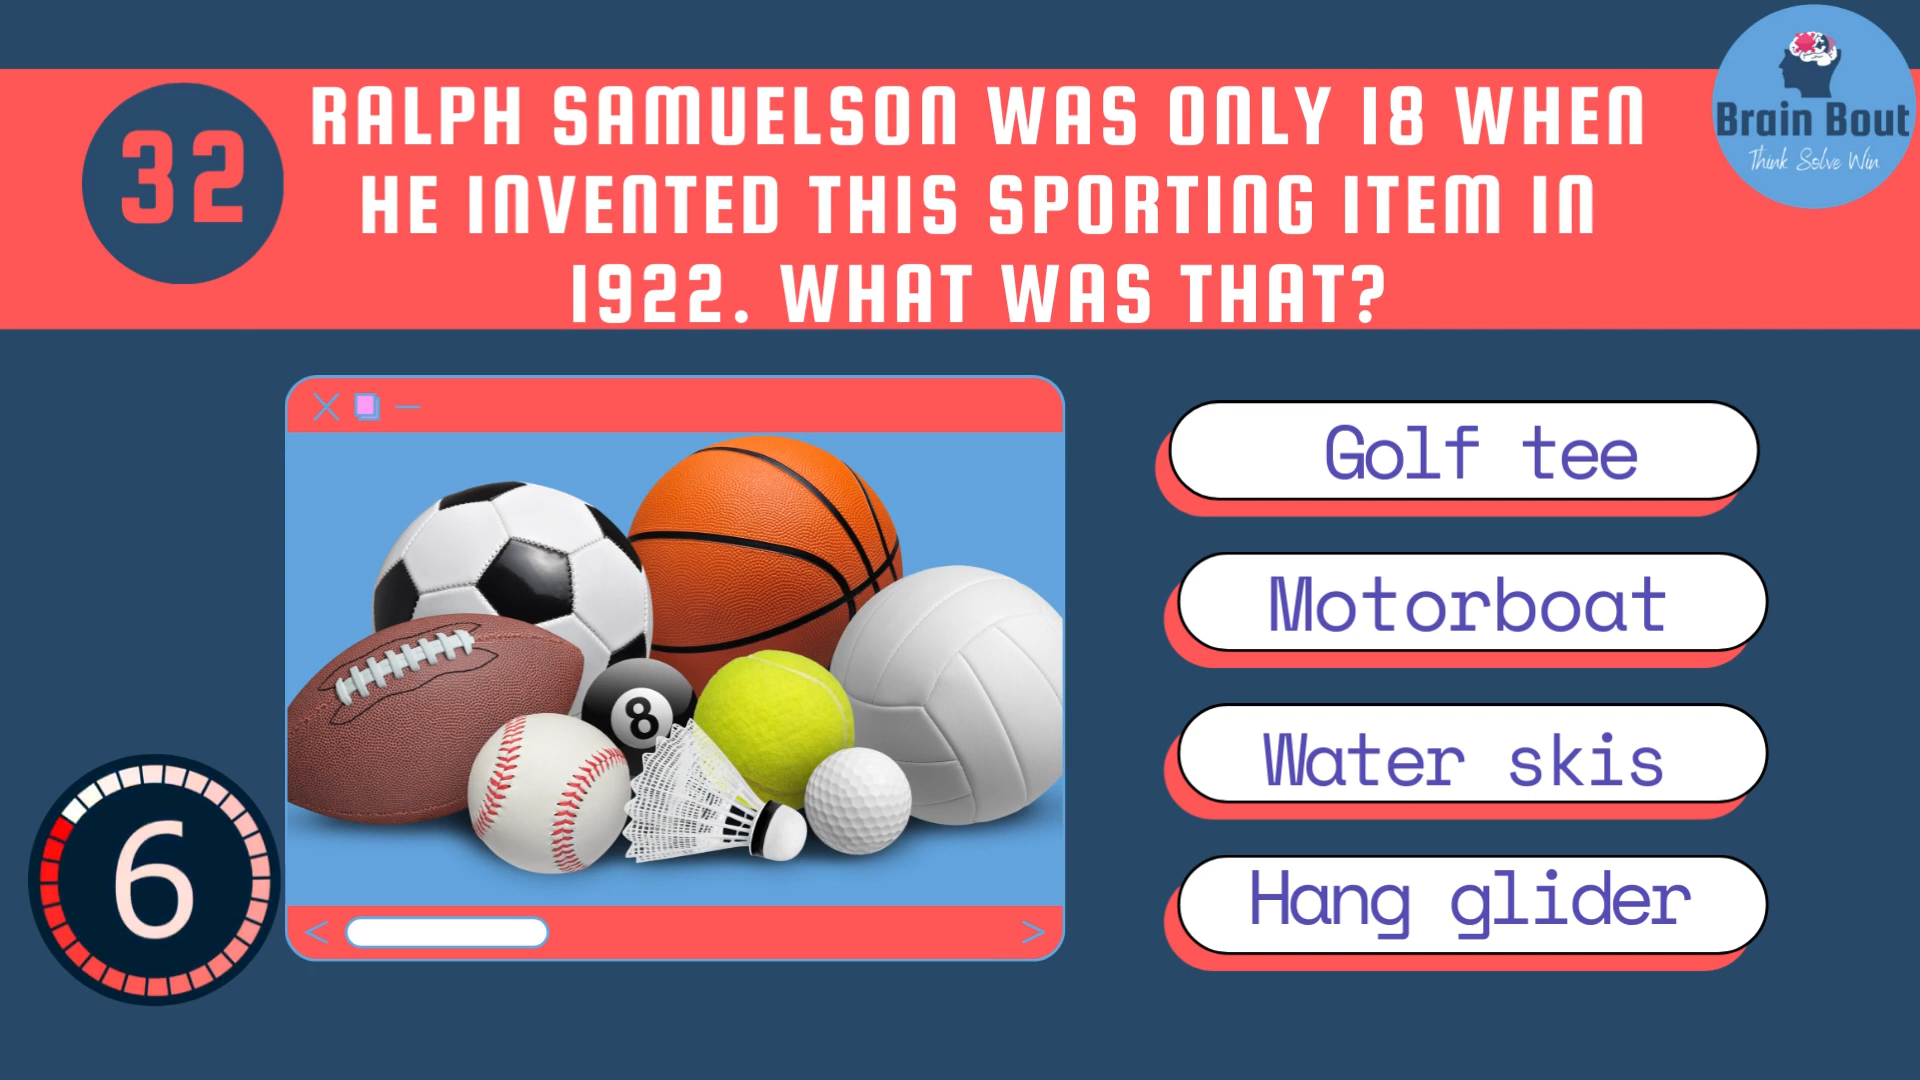 32
RALPH SAMUELSON WAS ONLY 18 WHEN
HE INVENTED THIS SPORTING ITEM IN
1922. WHAT WAS THAT?
Brain Bout
Think Solve Win
Golf tee
Motorboat
Water skis
Hang glider
8
6